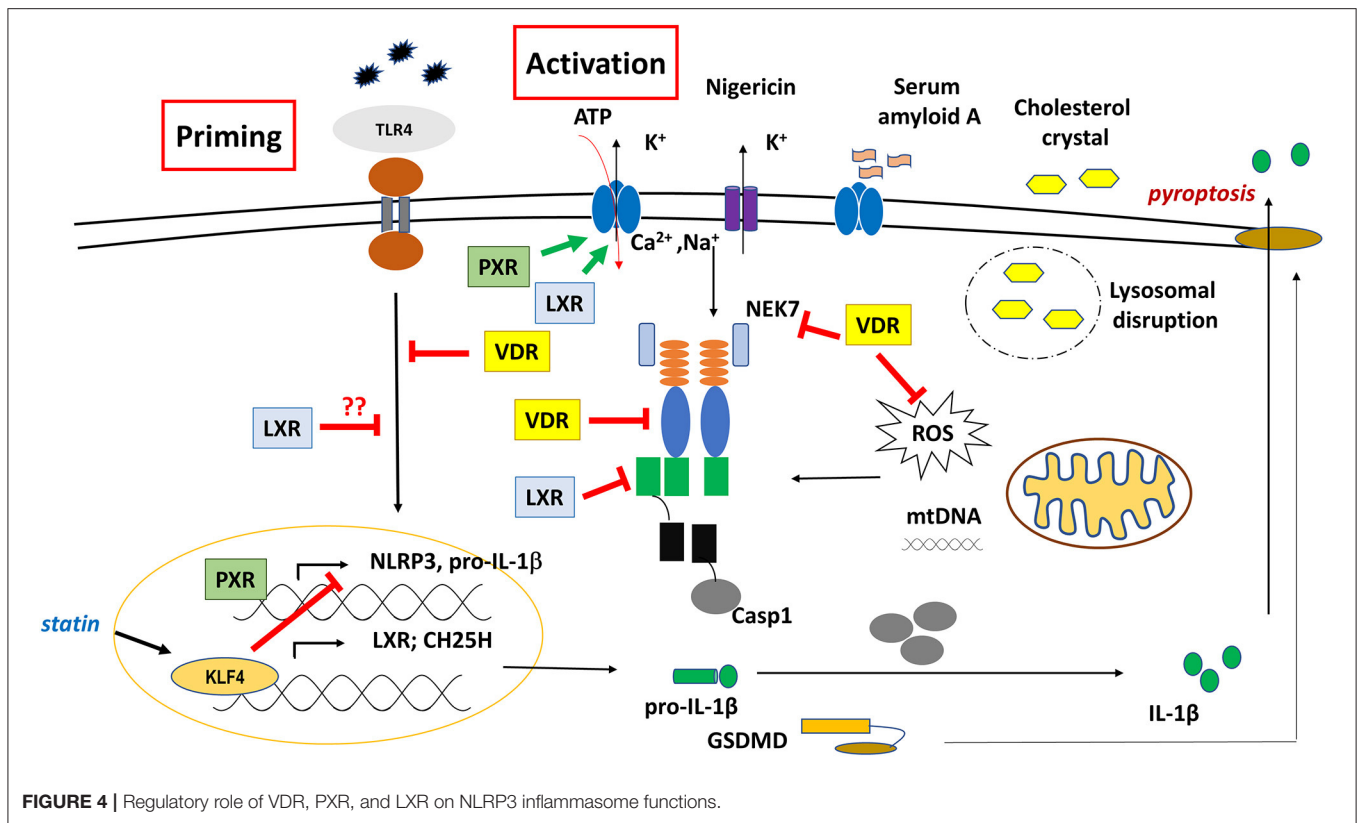 Priming
TLR4
Activation
ATP
K⁺
Nigericin
K⁺
Serum
amyloid A
Cholesterol
crystal
pyroptosis
Ca²⁺ ,Na⁺
PXR
LXR
NEK7
VDR
Lysosomal
disruption
VDR
LXR
??
VDR
ROS
LXR
mtDNA
PXR
NLRP3, pro-IL-1β
statin
LXR; CH25H
KLF4
Casp1
pro-IL-1β
IL-1β
GSDMD
FIGURE 4 | Regulatory role of VDR, PXR, and LXR on NLRP3 inflammasome functions.